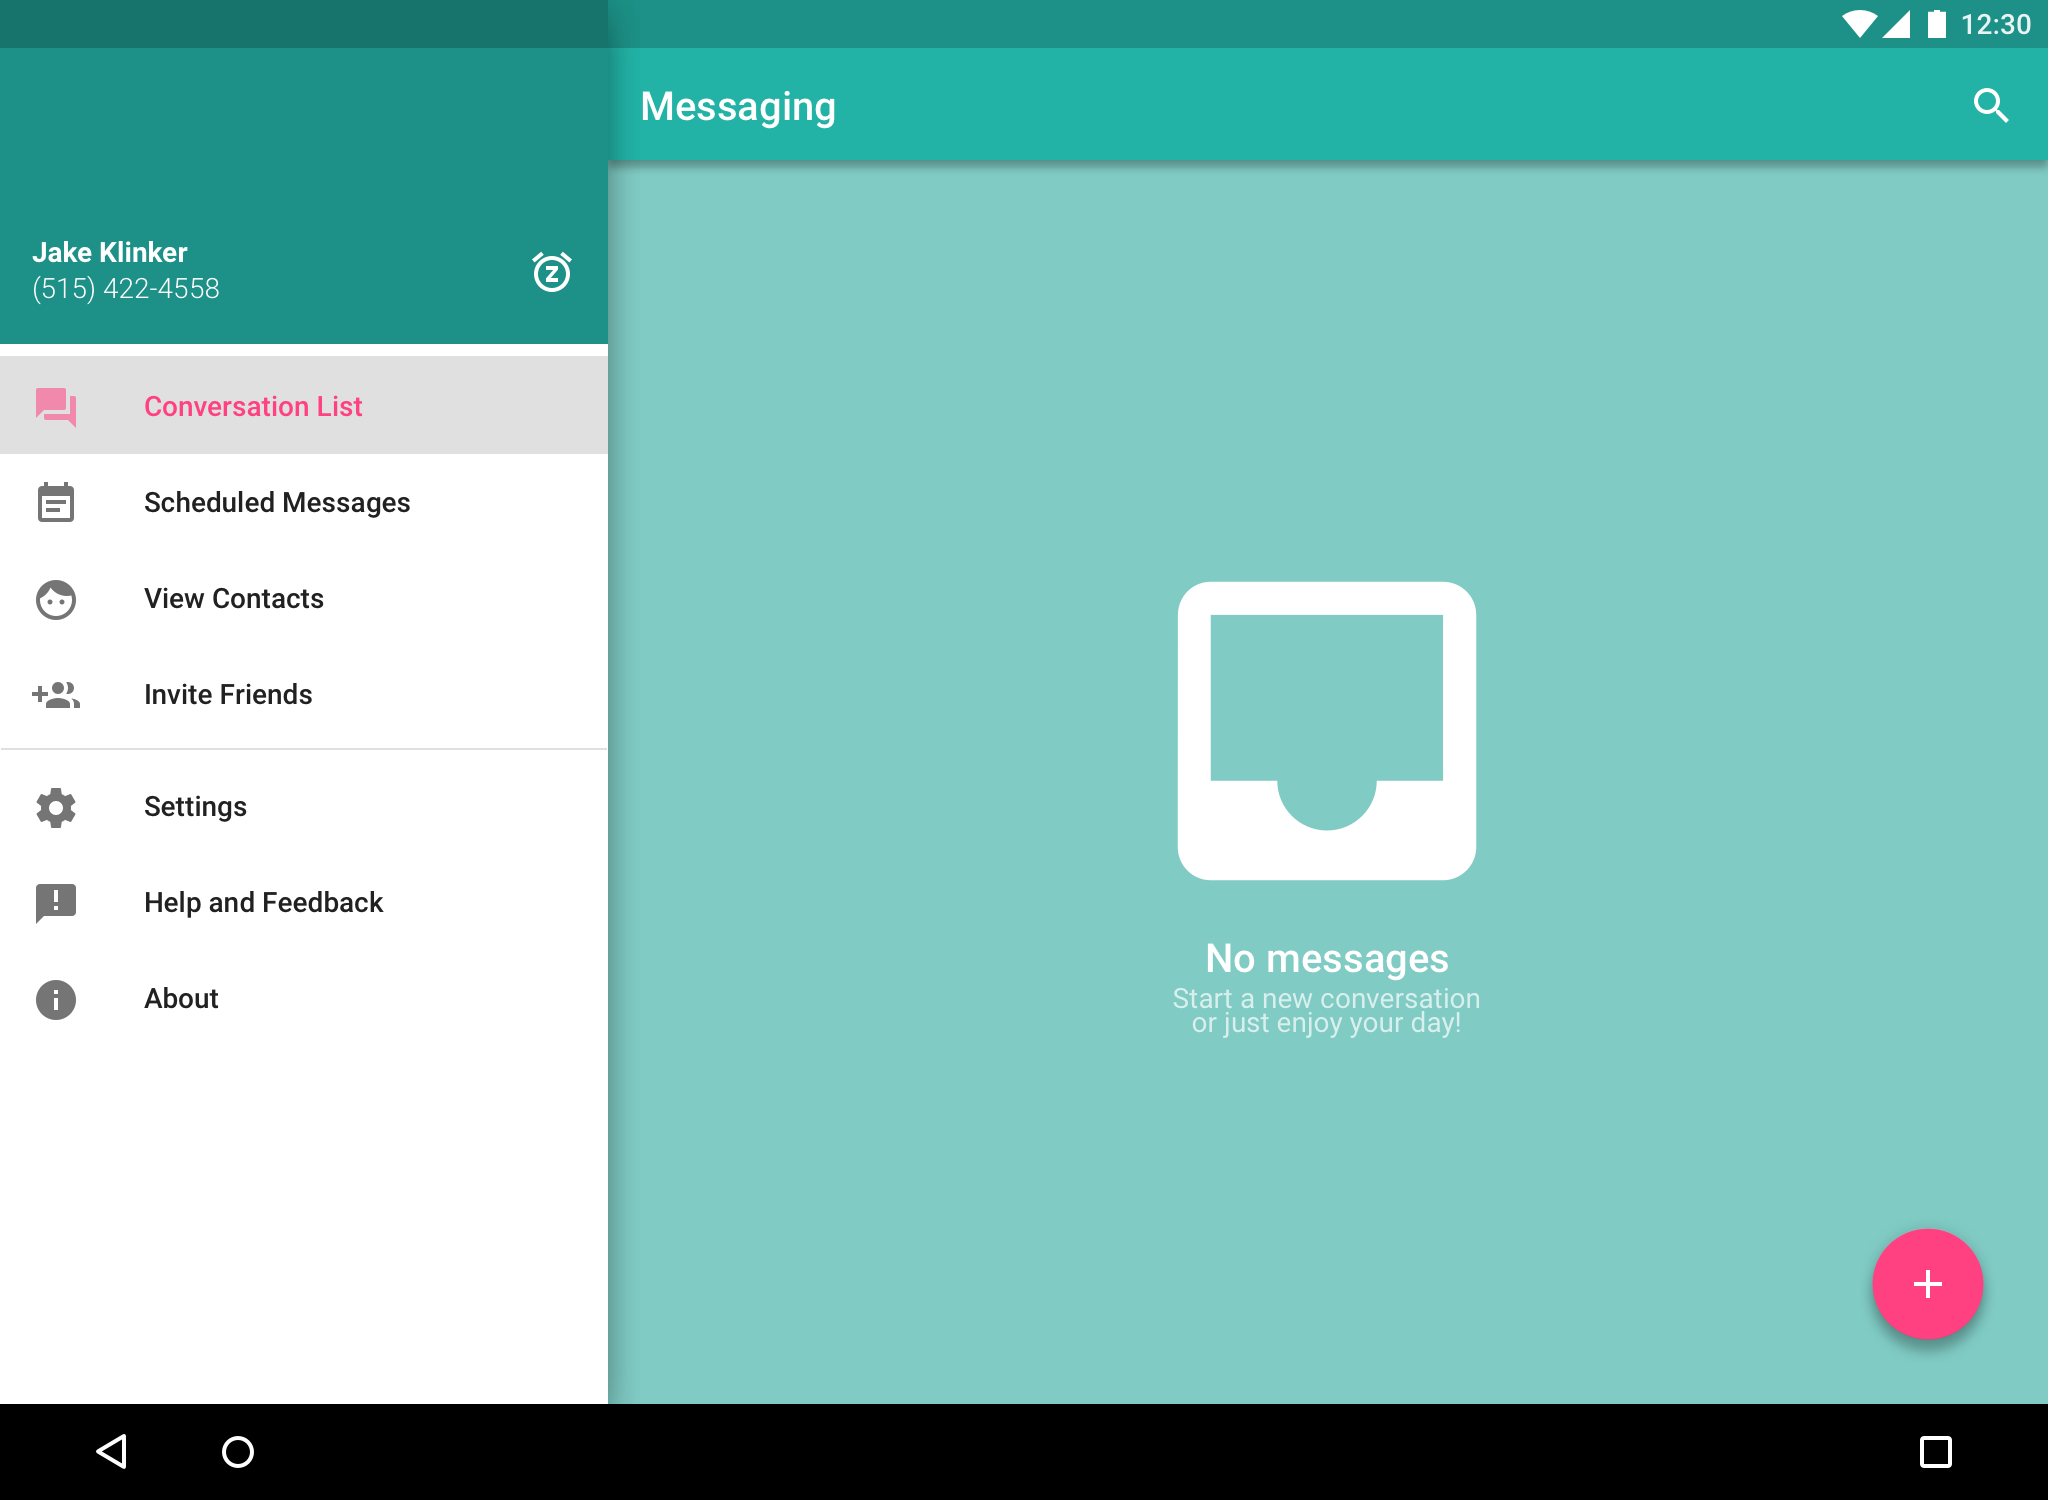 12:30
Messaging
Jake Klinker
(515) 422-4558
Conversation List
Scheduled Messages
View Contacts
Invite Friends
Settings
Help and Feedback
About
No messages
Start a new conversation
or just enjoy your day!